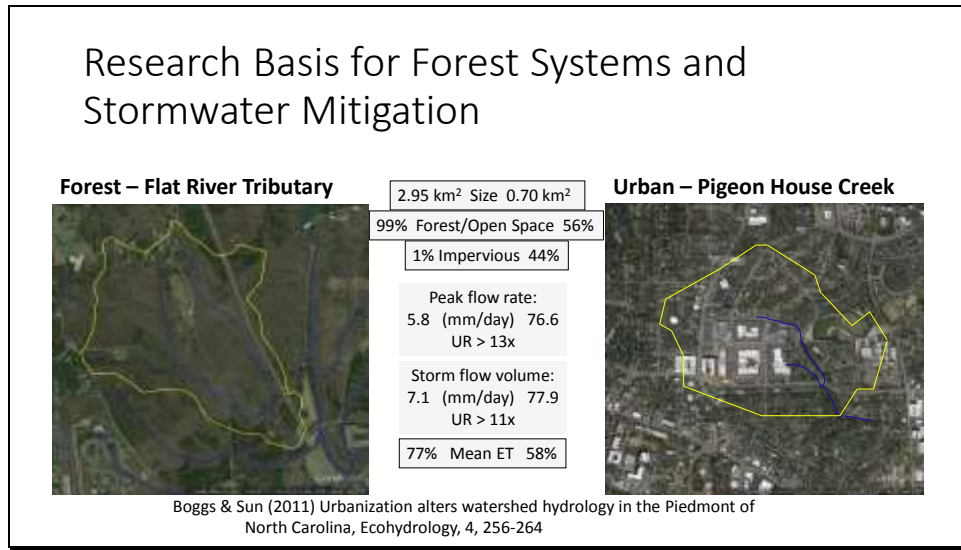 Research Basis for Forest Systems and
Stormwater Mitigation
Forest – Flat River Tributary
2.95 km² Size 0.70 km²
99% Forest/Open Space 56%
1% Impervious 44%
Peak flow rate:
5.8 (mm/day) 76.6
UR > 13x
Storm flow volume:
7.1 (mm/day) 77.9
UR > 11x
77% Mean ET 58%
Urban – Pigeon House Creek
Boggs & Sun (2011) Urbanization alters watershed hydrology in the Piedmont of
North Carolina, Ecohydrology, 4, 256-264